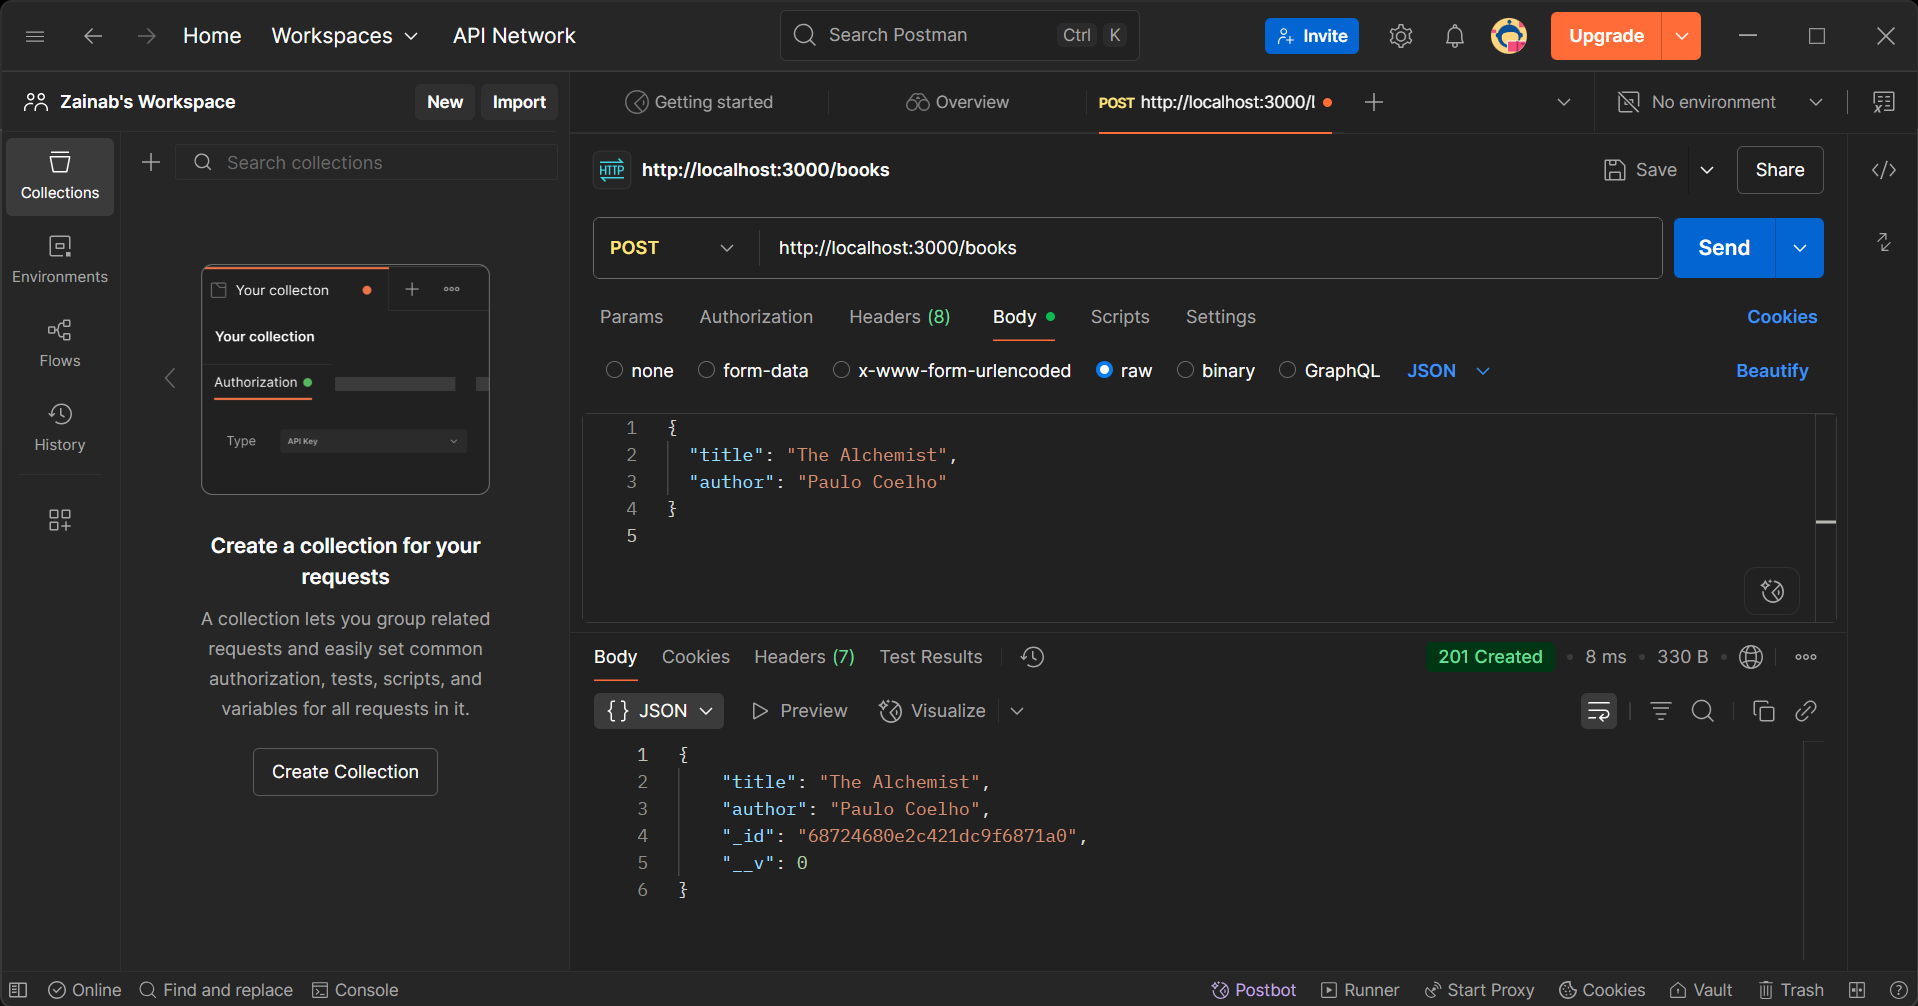 Home Workspaces API Network Search Postman Ctrl K Invite Upgrade
Zainab's Workspace New Import
Getting started Overview POST http://localhost:3000/l No environment
Collections
Environments
Flows
History
Search collections
Your collecton
Your collection
Authorization
Type API Key
Create a collection for your
requests
A collection lets you group related
requests and easily set common
authorization, tests, scripts, and
variables for all requests in it.
Create Collection
HTTP http://localhost:3000/books Save Share
POST http://localhost:3000/books Send
Params Authorization Headers (8) Body Scripts Settings Cookies
none form-data x-www-form-urlencoded raw binary GraphQL JSON Beautify
1 {
2 "title": "The Alchemist",
3 "author": "Paulo Coelho"
4 }
5
Body Cookies Headers (7) Test Results 201 Created 8 ms 330 B
{} JSON Preview Visualize
1 {
2 "title": "The Alchemist",
3 "author": "Paulo Coelho",
4 "_id": "68724680e2c421dc9f6871a0",
5 "__v": 0
6 }
Online Find and replace Console Postbot Runner Start Proxy Cookies Vault Trash